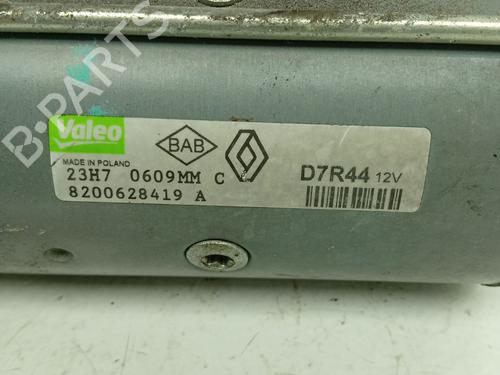 B-PARTS
Valeo
MADE IN POLAND
BAB
23H7 0609MM C
8200628419 A
D7R44 12V